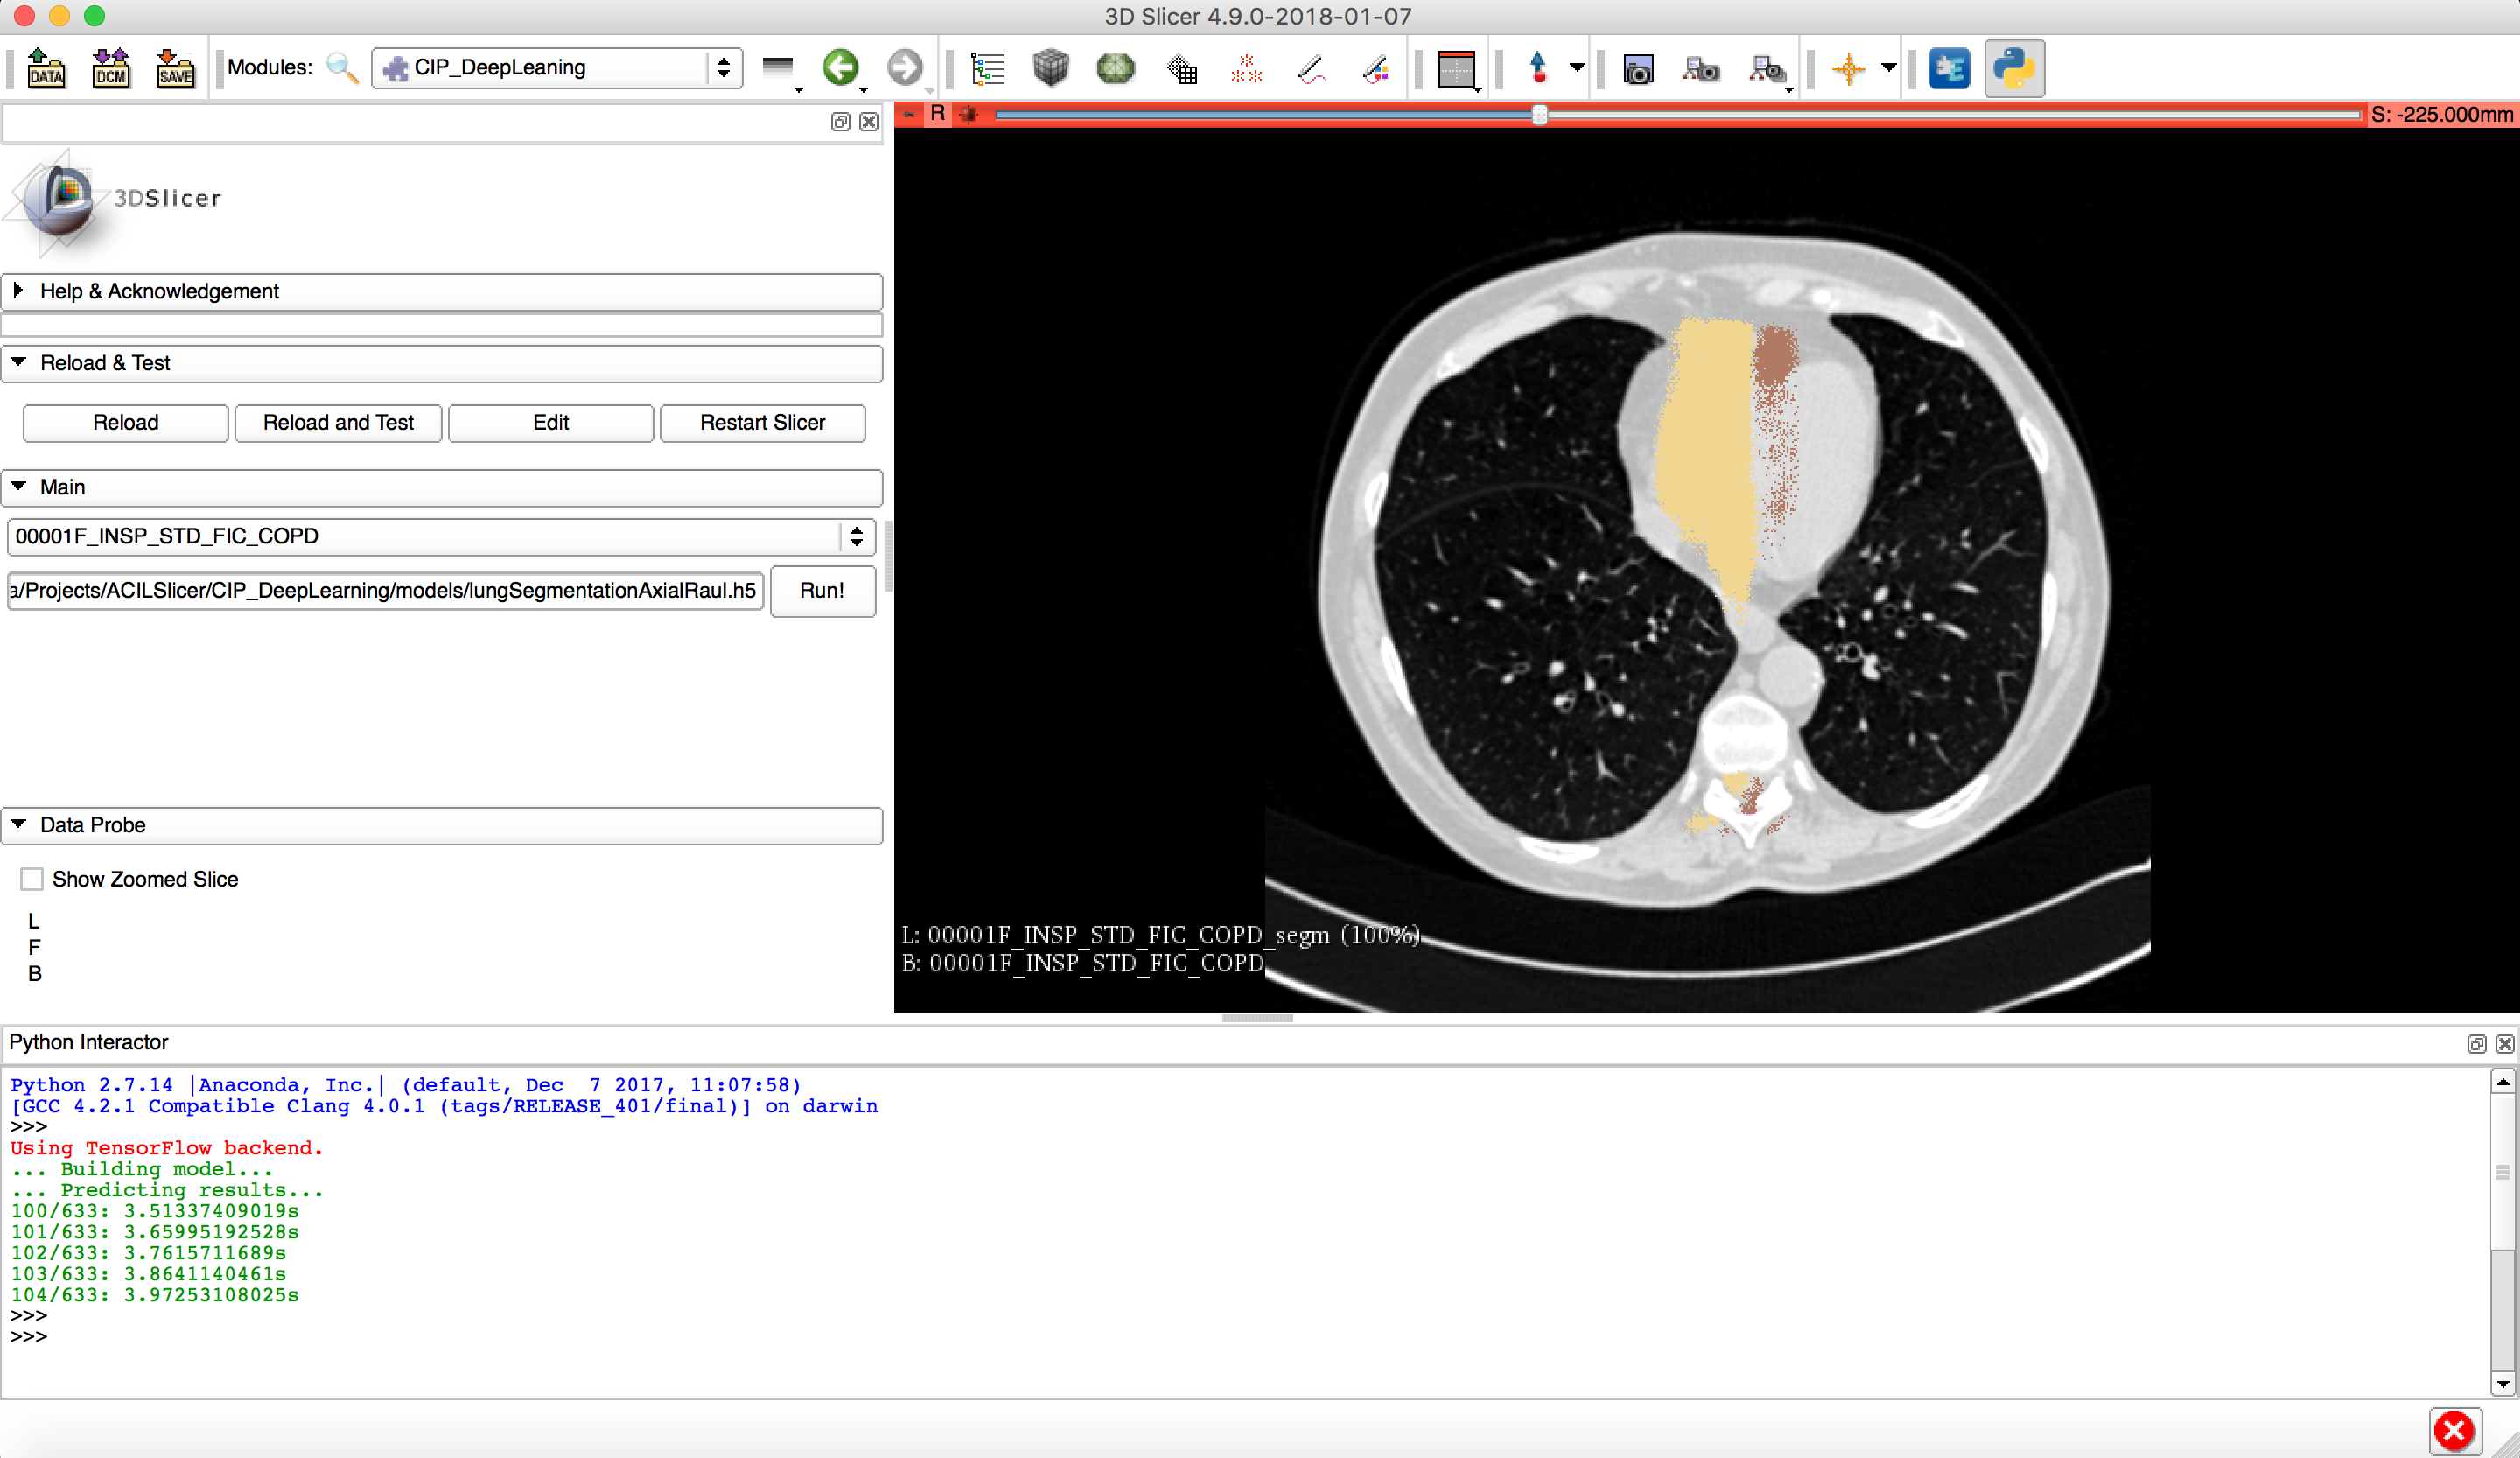 3D Slicer 4.9.0-2018-01-07
DATA
DCM
SAVE
Modules:
CIP_DeepLeaning
R
S: -225.000mm
3DSlicer
Help & Acknowledgement
Reload & Test
Reload
Reload and Test
Edit
Restart Slicer
Main
00001F_INSP_STD_FIC_COPD
a/Projects/ACILSlicer/CIP_DeepLearning/models/lungSegmentationAxialRaul.h5
Run!
Data Probe
Show Zoomed Slice
L
F
B
L: 00001F_INSP_STD_FIC_COPD_segm (100%)
B: 00001F_INSP_STD_FIC_COPD
Python Interactor
Python 2.7.14 |Anaconda, Inc.| (default, Dec  7 2017, 11:07:58)
[GCC 4.2.1 Compatible Clang 4.0.1 (tags/RELEASE_401/final)] on darwin
>>>
Using TensorFlow backend.
... Building model...
... Predicting results...
100/633: 3.51337409019s
101/633: 3.65995192528s
102/633: 3.7615711689s
103/633: 3.8641140461s
104/633: 3.97253108025s
>>>
>>>